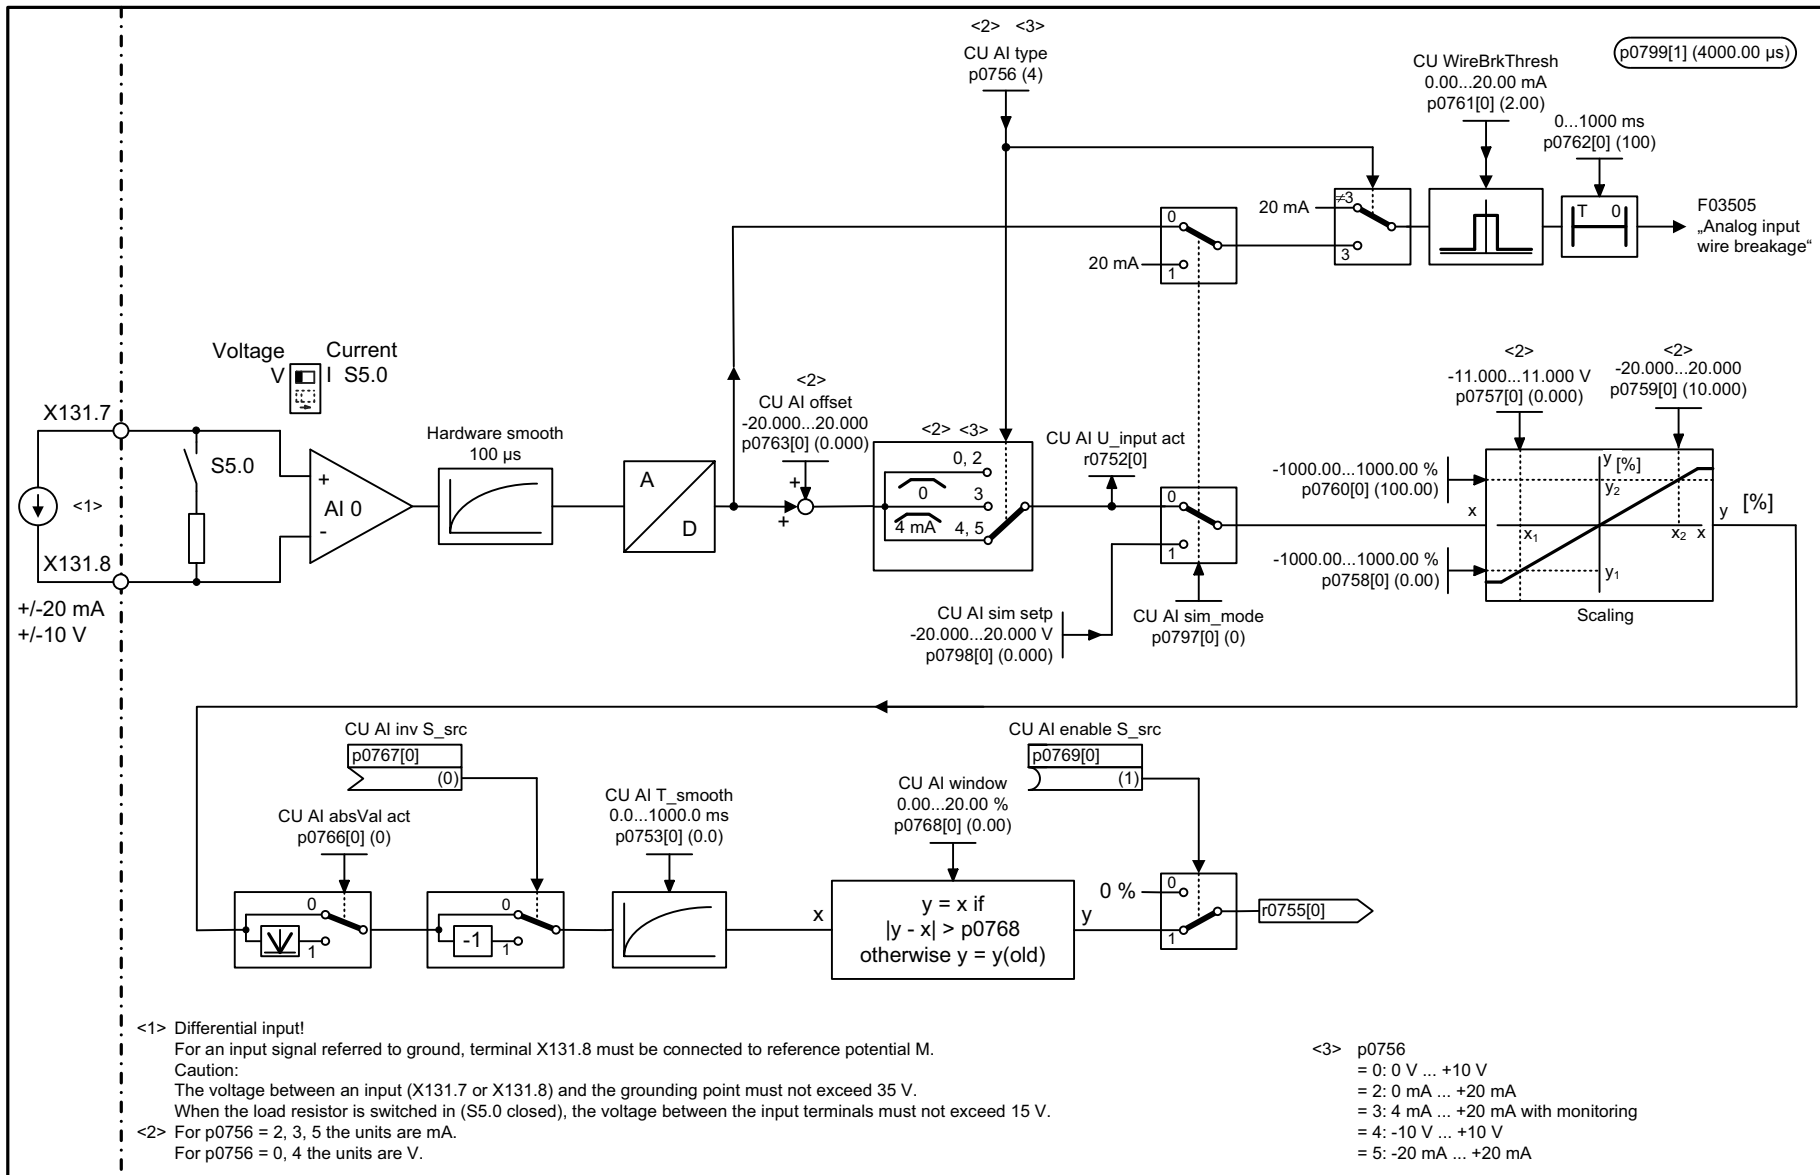 <2> <3>
CU AI type
p0756 (4)
p0799[1] (4000.00 µs)
CU WireBrkThresh
0.00...20.00 mA
p0761[0] (2.00)
0...1000 ms
p0762[0] (100)
20 mA
≠3
3
0
20 mA
1
T 0
F03505
„Analog input
wire breakage“
Voltage
V
Current
I S5.0
X131.7
S5.0
<1>
X131.8
+/-20 mA
+/-10 V
+
AI 0
-
Hardware smooth
100 µs
A
D
<2>
CU AI offset
-20.000...20.000
p0763[0] (0.000)
+
+
<2> <3>
0, 2
0
3
4 mA
4, 5
CU AI U_input act
r0752[0]
0
1
CU AI sim setp
-20.000...20.000 V
p0798[0] (0.000)
CU AI sim_mode
p0797[0] (0)
<2>
-11.000...11.000 V
p0757[0] (0.000)
<2>
-20.000...20.000
p0759[0] (10.000)
-1000.00...1000.00 %
p0760[0] (100.00)
x
-1000.00...1000.00 %
p0758[0] (0.00)
y [%]
y₂
x₁
x₂ x
y₁
y [%]
Scaling
CU AI inv S_src
p0767[0]
(0)
CU AI enable S_src
p0769[0]
(1)
CU AI absVal act
p0766[0] (0)
CU AI T_smooth
0.0...1000.0 ms
p0753[0] (0.0)
CU AI window
0.00...20.00 %
p0768[0] (0.00)
0
1
0
-1
1
x
y = x if
|y - x| > p0768
otherwise y = y(old)
y
0 %
0
1
r0755[0]
<1> Differential input!
For an input signal referred to ground, terminal X131.8 must be connected to reference potential M.
Caution:
The voltage between an input (X131.7 or X131.8) and the grounding point must not exceed 35 V.
When the load resistor is switched in (S5.0 closed), the voltage between the input terminals must not exceed 15 V.
<2> For p0756 = 2, 3, 5 the units are mA.
For p0756 = 0, 4 the units are V.
<3> p0756
= 0: 0 V ... +10 V
= 2: 0 mA ... +20 mA
= 3: 4 mA ... +20 mA with monitoring
= 4: -10 V ... +10 V
= 5: -20 mA ... +20 mA